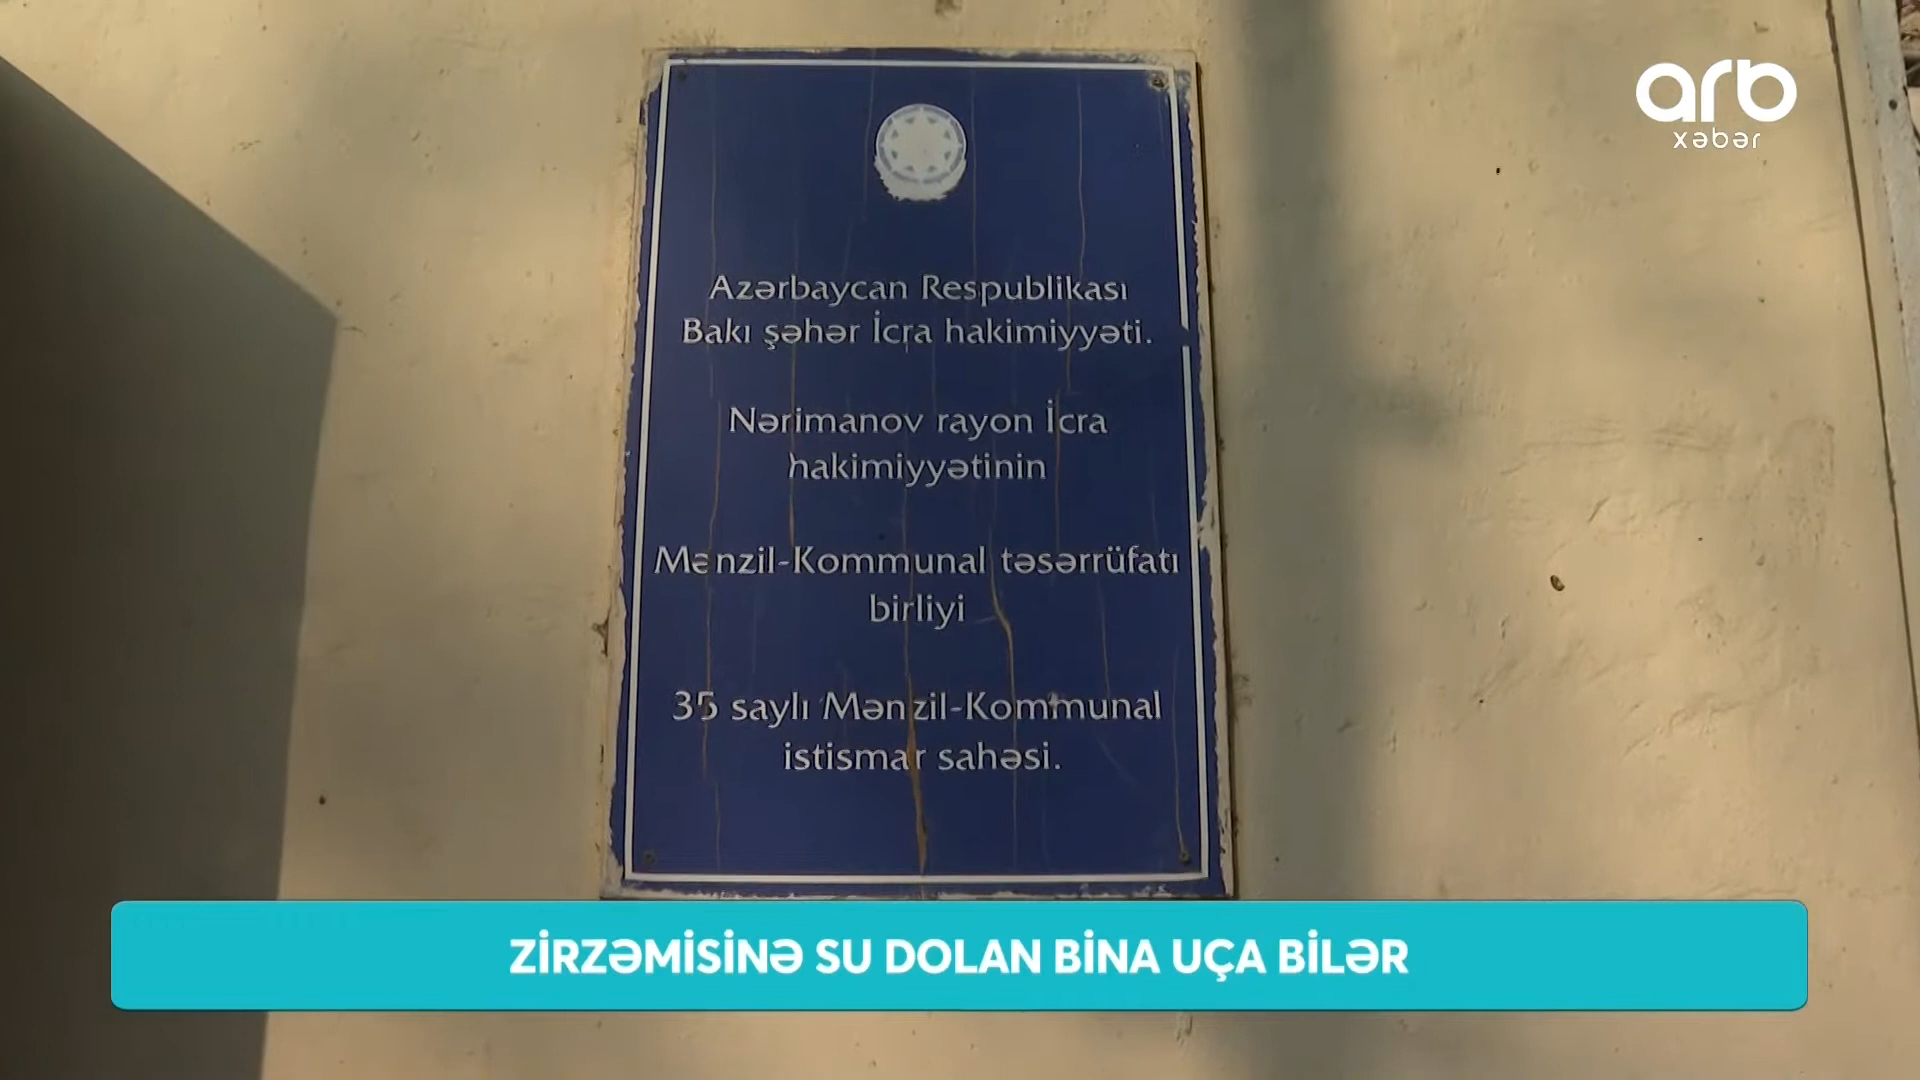 arb
xəbər
Azərbaycan Respublikası
Bakı şəhər İcra hakimiyyəti.
Nərimanov rayon İcra
hakimiyyətinin
Mənzil-Kommunal təsərrüfatı
birliyi
35 saylı Mənzil-Kommunal
istismar sahəsi.
ZİRZƏMİSİNƏ SU DOLAN BİNA UÇA BİLƏR